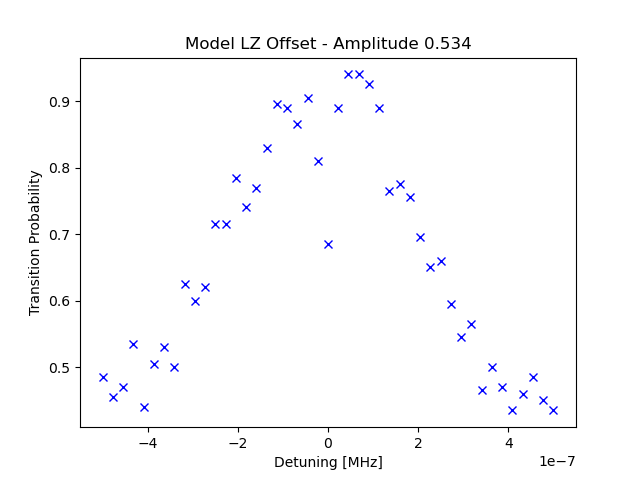 Model LZ Offset - Amplitude 0.534
Transition Probability
0.9
0.8
0.7
0.6
0.5
−4
−2
0
2
4
1e−7
Detuning [MHz]